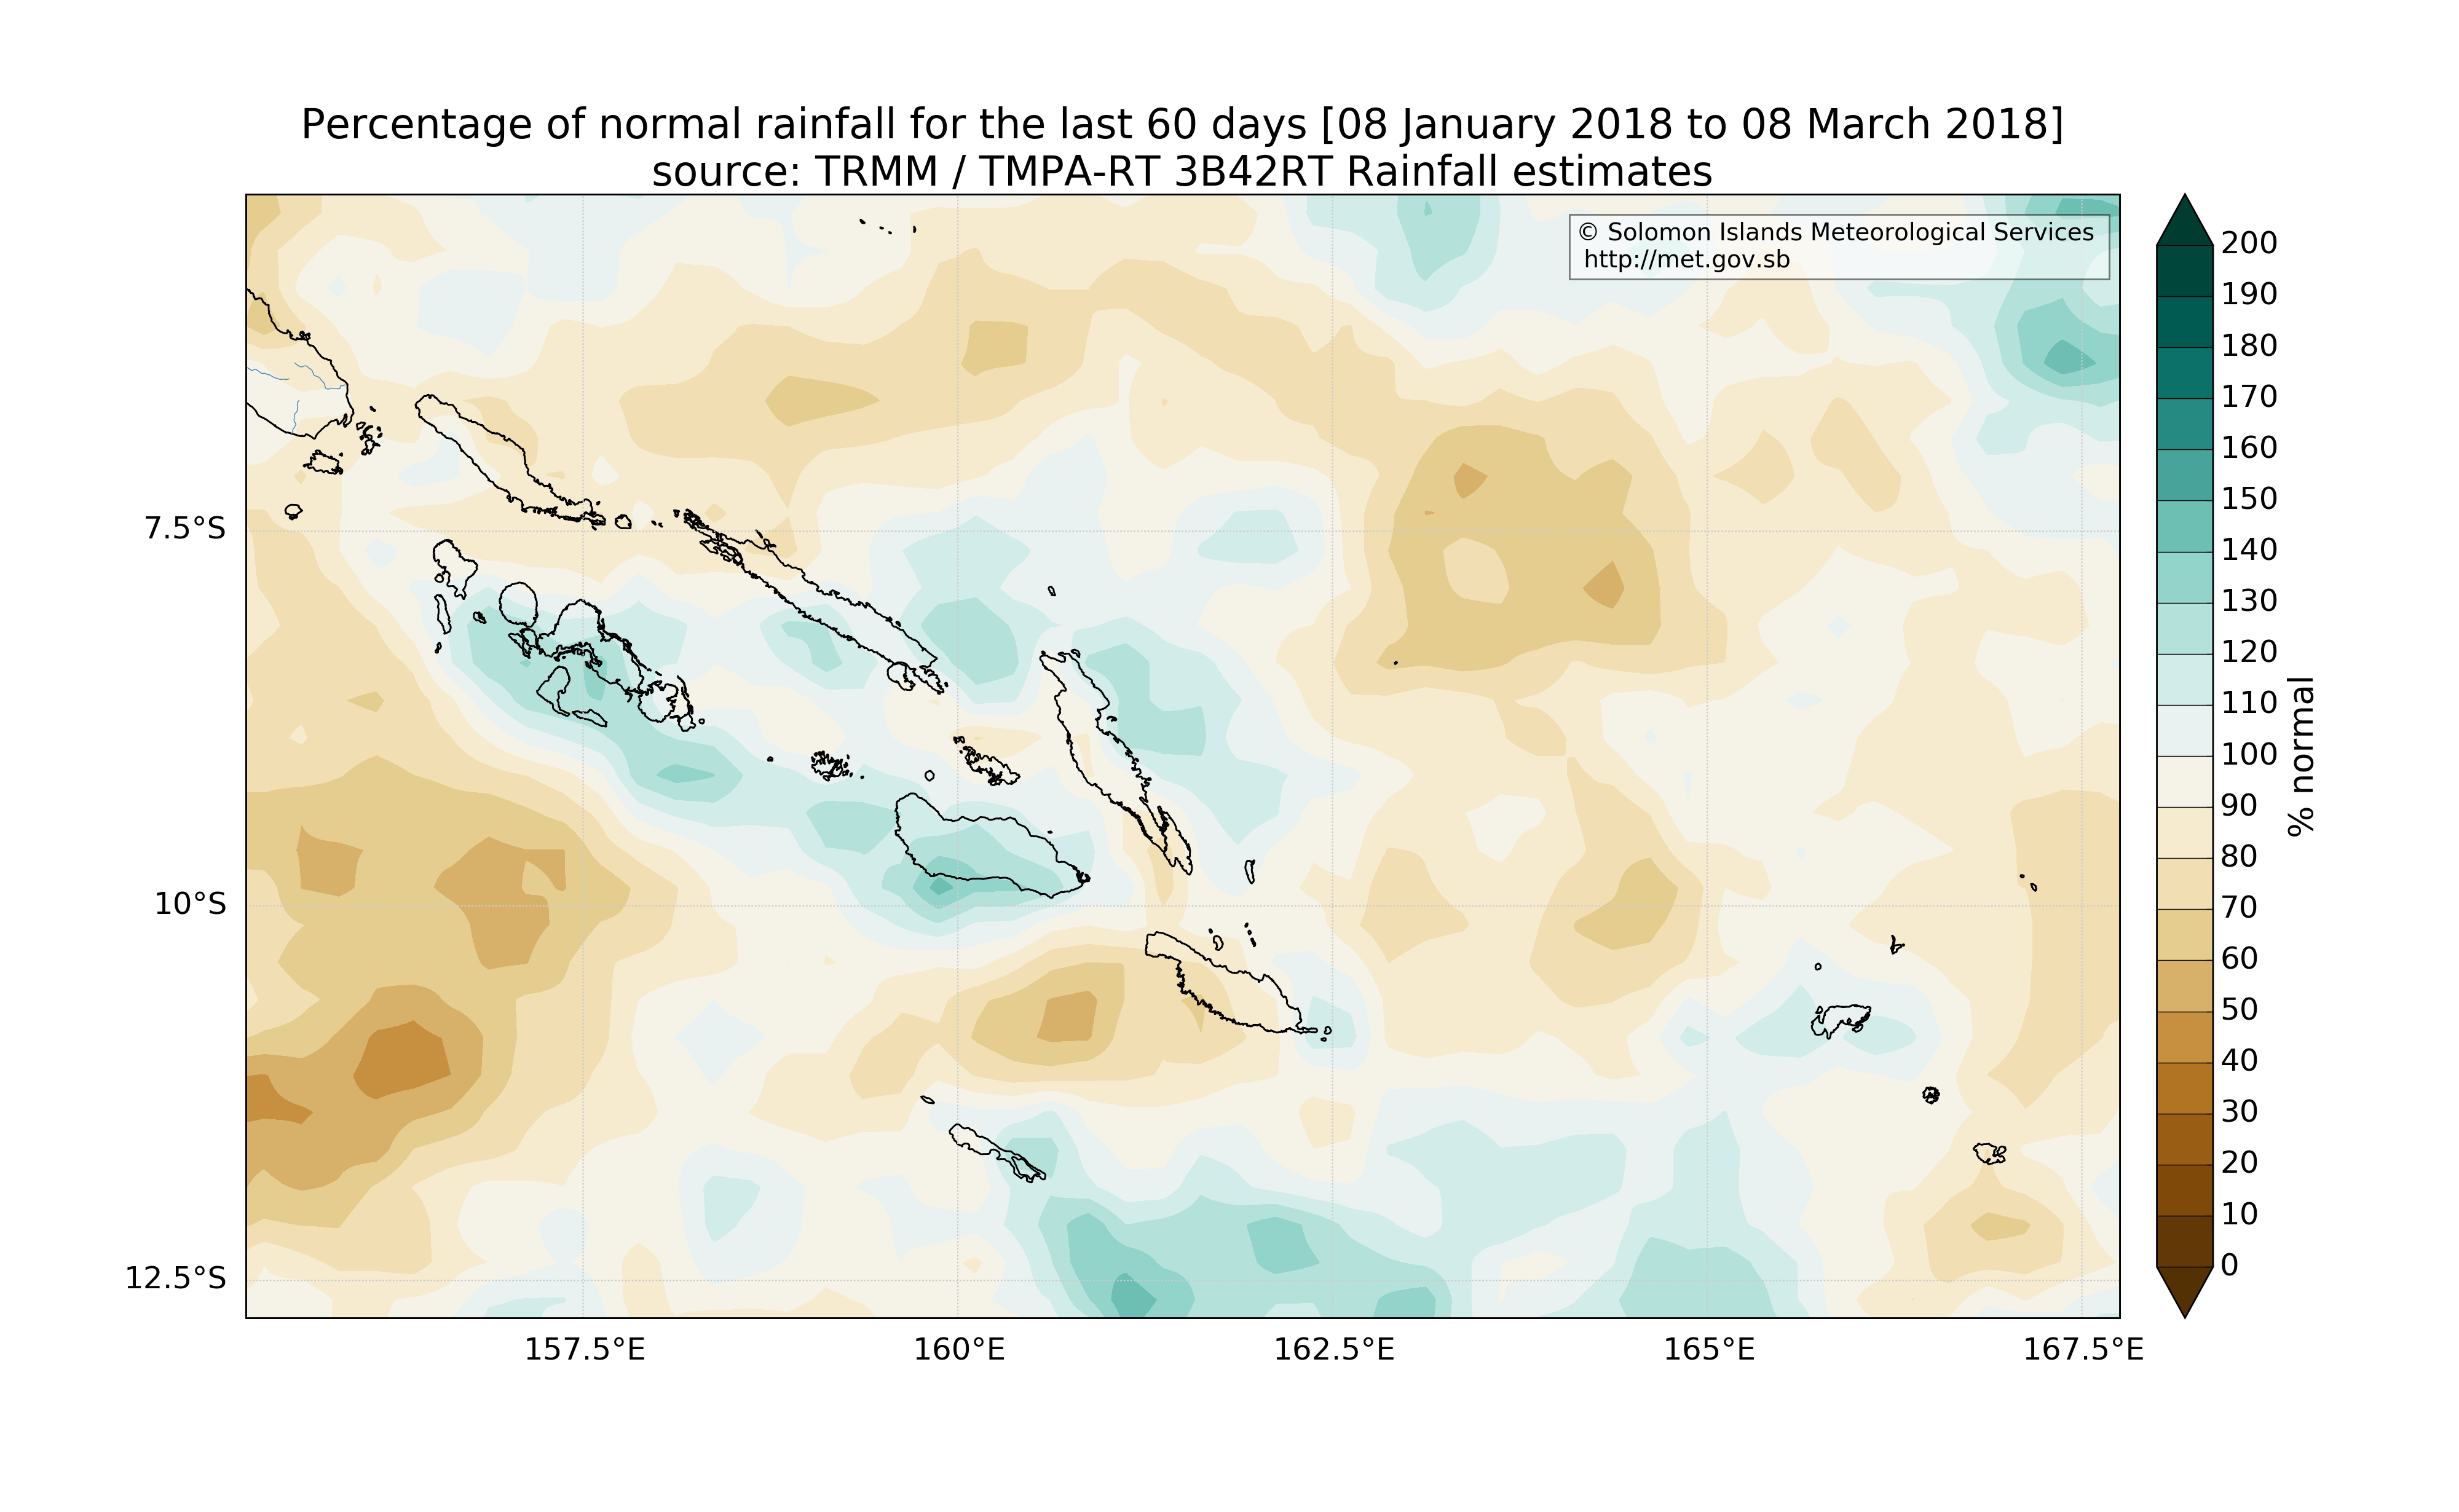 Percentage of normal rainfall for the last 60 days [08 January 2018 to 08 March 2018]
source: TRMM / TMPA-RT 3B42RT Rainfall estimates
© Solomon Islands Meteorological Services
http://met.gov.sb
7.5°S
10°S
12.5°S
157.5°E
160°E
162.5°E
165°E
167.5°E
200
190
180
170
160
150
140
130
120
110
100
90
80
70
60
50
40
30
20
10
0
% normal